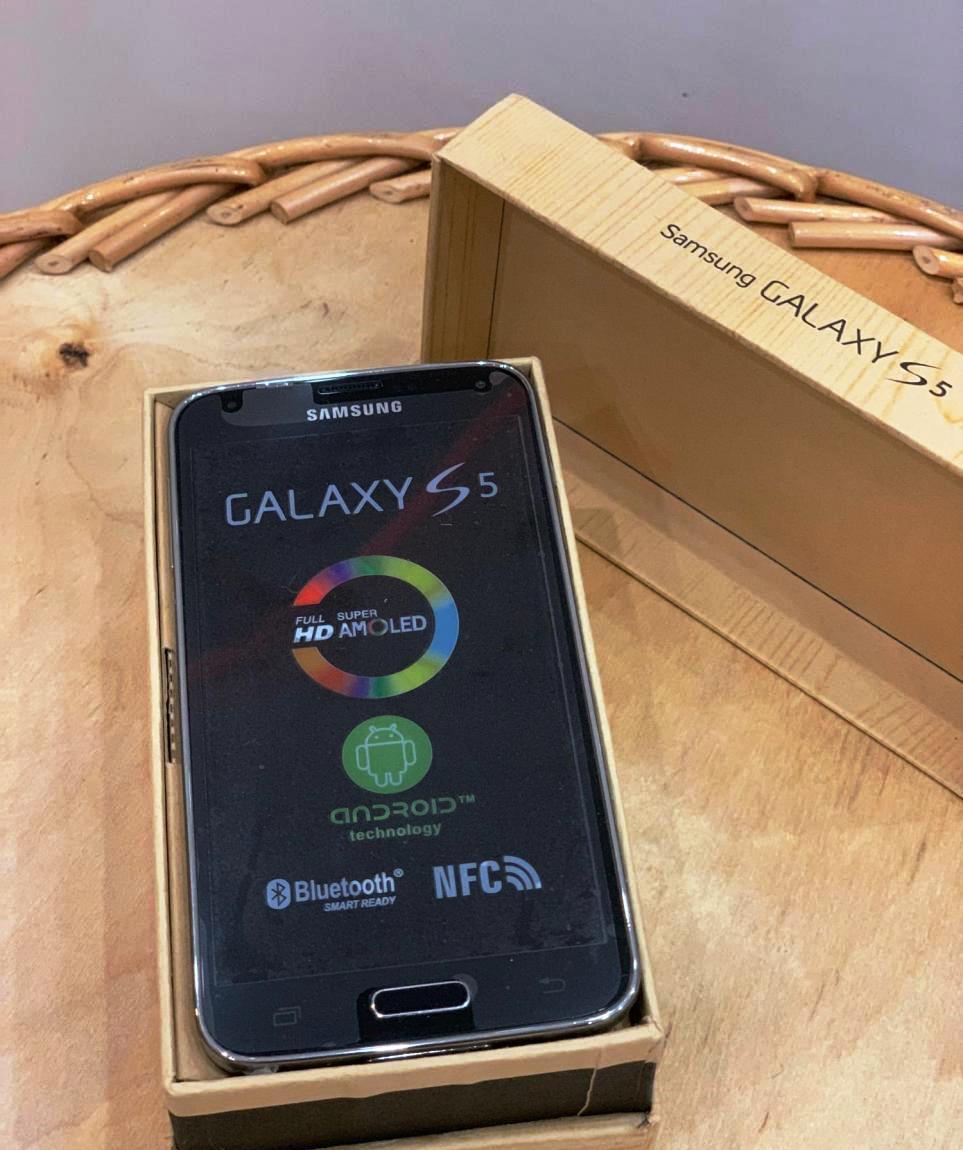 Samsung GALAXY S5
SAMSUNG
GALAXY S5
FULL SUPER
HD AMOLED
ANDROID™
technology
Bluetooth®
SMART READY
NFC